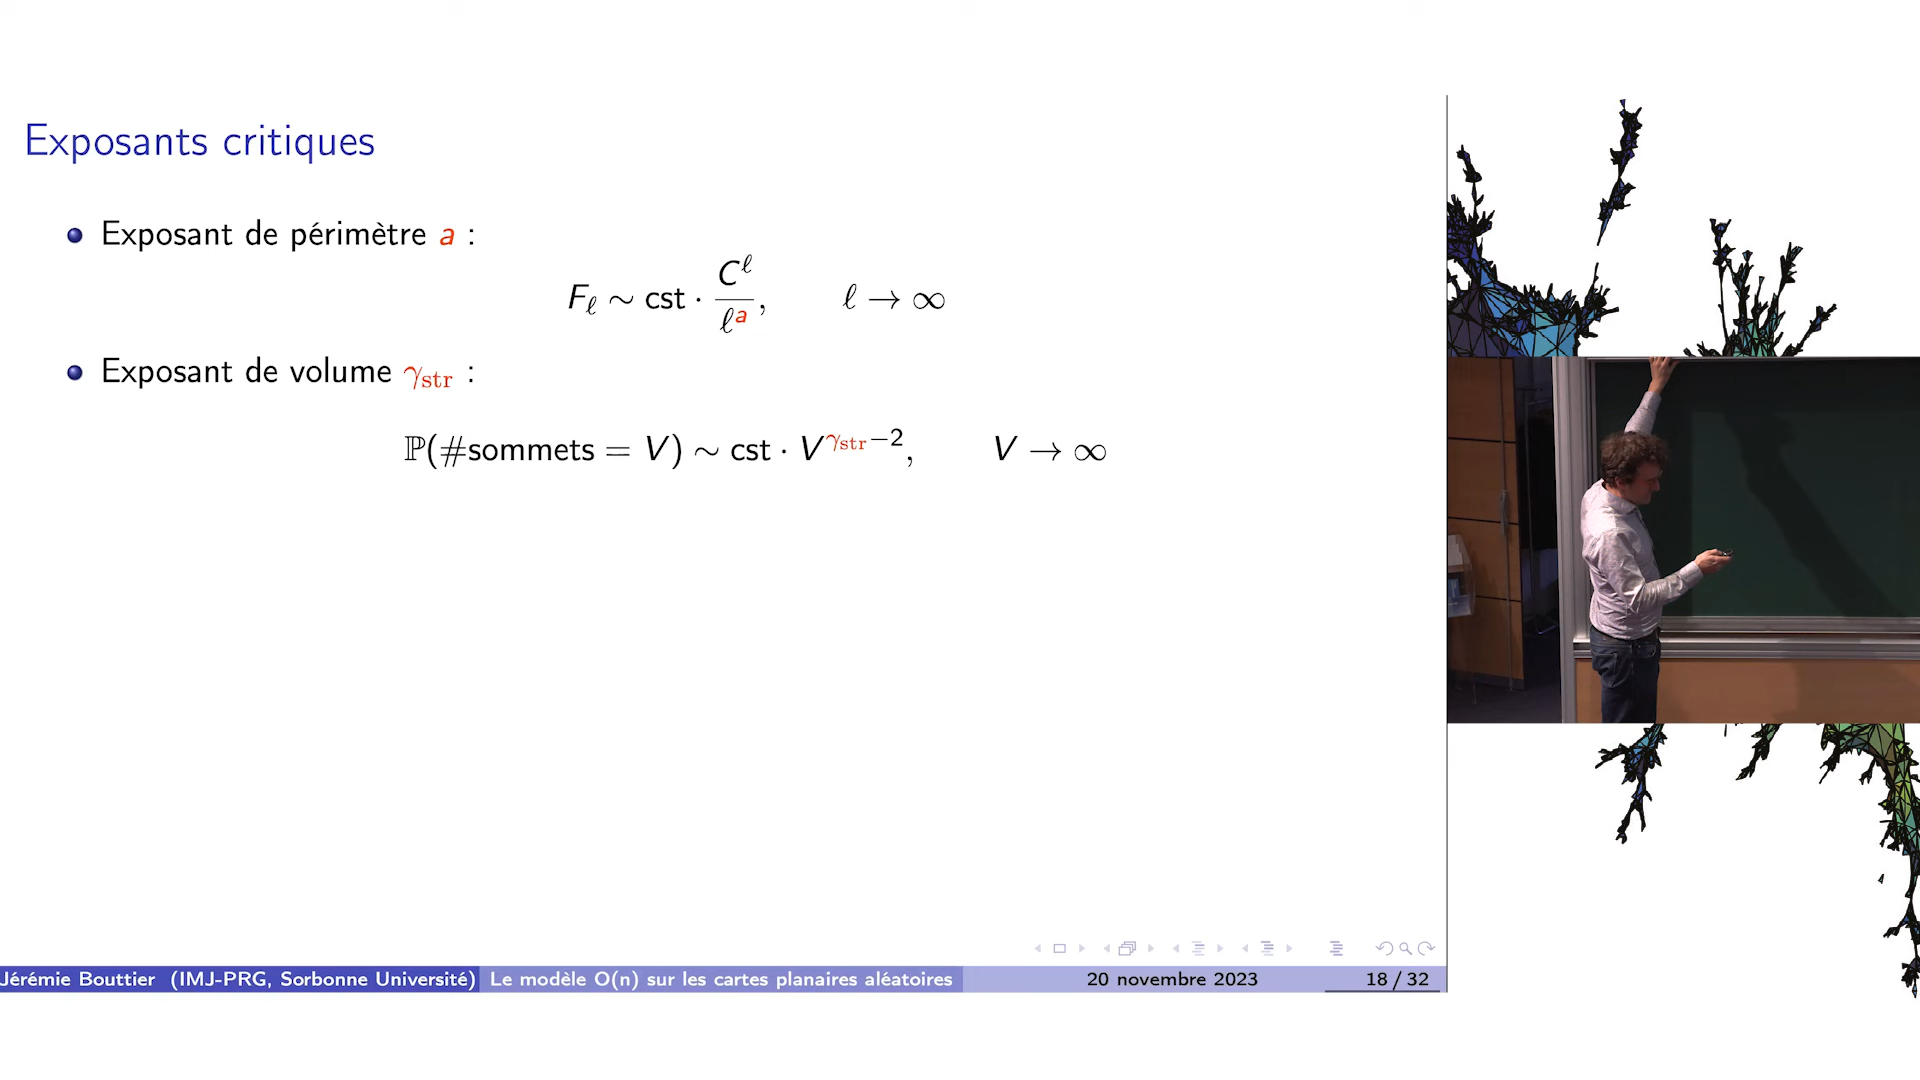 Exposants critiques
Exposant de périmètre a :
F_ℓ ∼ cst · C^ℓ / ℓ^a, ℓ → ∞
Exposant de volume γ_str :
ℙ(#sommets = V) ∼ cst · V^{γ_str−2}, V → ∞
Jérémie Bouttier (IMJ-PRG, Sorbonne Université) Le modèle O(n) sur les cartes planaires aléatoires 20 novembre 2023 18 / 32